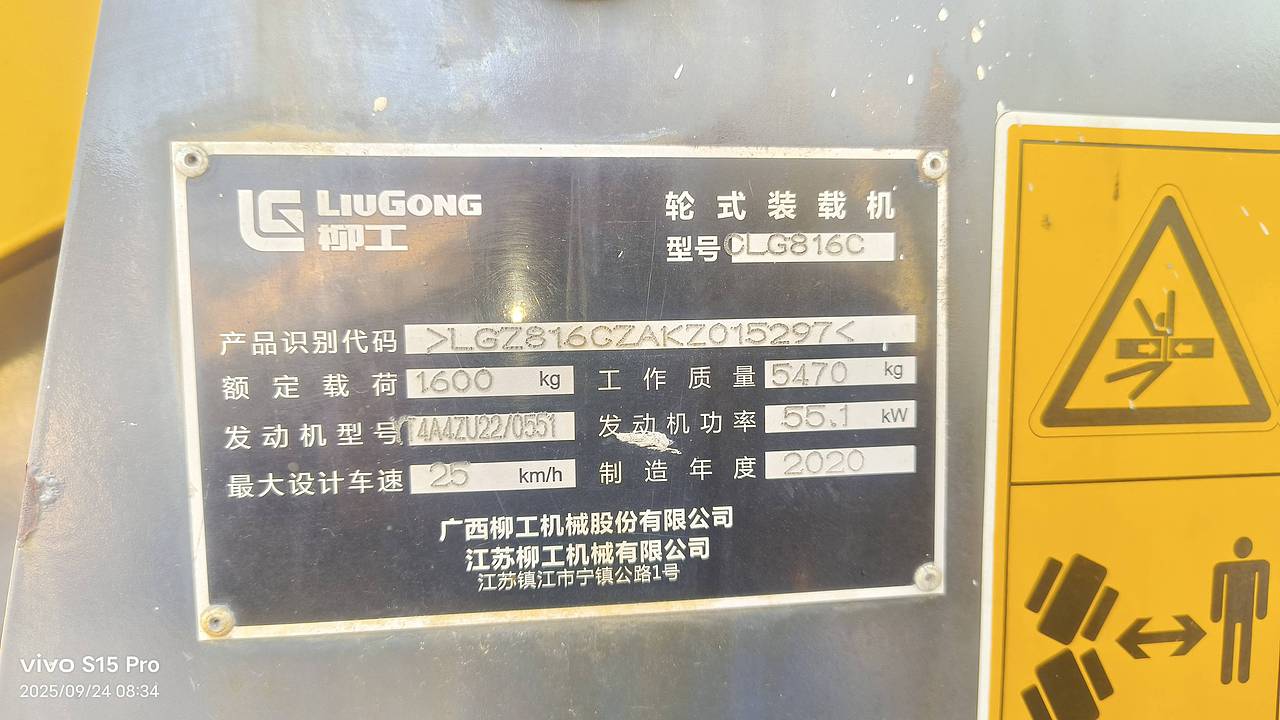 LG LIUGONG
柳工
轮式装载机
型号 CLG816C
产品识别代码 >LGZ816CZAKZ015297<
额定载荷 1600 kg 工作质量 5470 kg
发动机型号 T4A4ZU22/0551 发动机功率 55.1 kW
最大设计车速 25 km/h 制造年度 2020
广西柳工机械股份有限公司
江苏柳工机械有限公司
江苏镇江市宁镇公路1号
vivo S15 Pro
2025/09/24 08:34